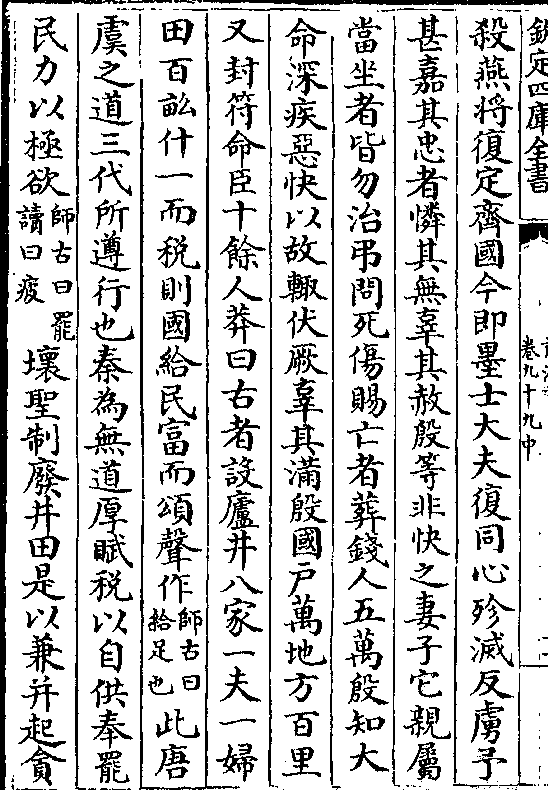 欽定四庫全書
卷九十九中
殺燕將復定齊國今即墨士大夫復同心殄滅反虜予
甚嘉其忠者憐其無辜其赦殷等非快之妻子它親屬
當坐者皆勿治弔問死傷賜亡者葬錢人五萬殷知大
命深疾惡快以故輒伏厥辜其滿殷國戶萬地方百里
又封符命臣十餘人莽曰古者設廬井八家一夫一婦
田百畝什一而稅則國給民富而頌聲作師古曰給足也此唐
虞之道三代所遵行也秦為無道厚賦稅以自供奉罷
民力以極欲師古曰罷讀曰疲壞聖制廢井田是以兼并起貪